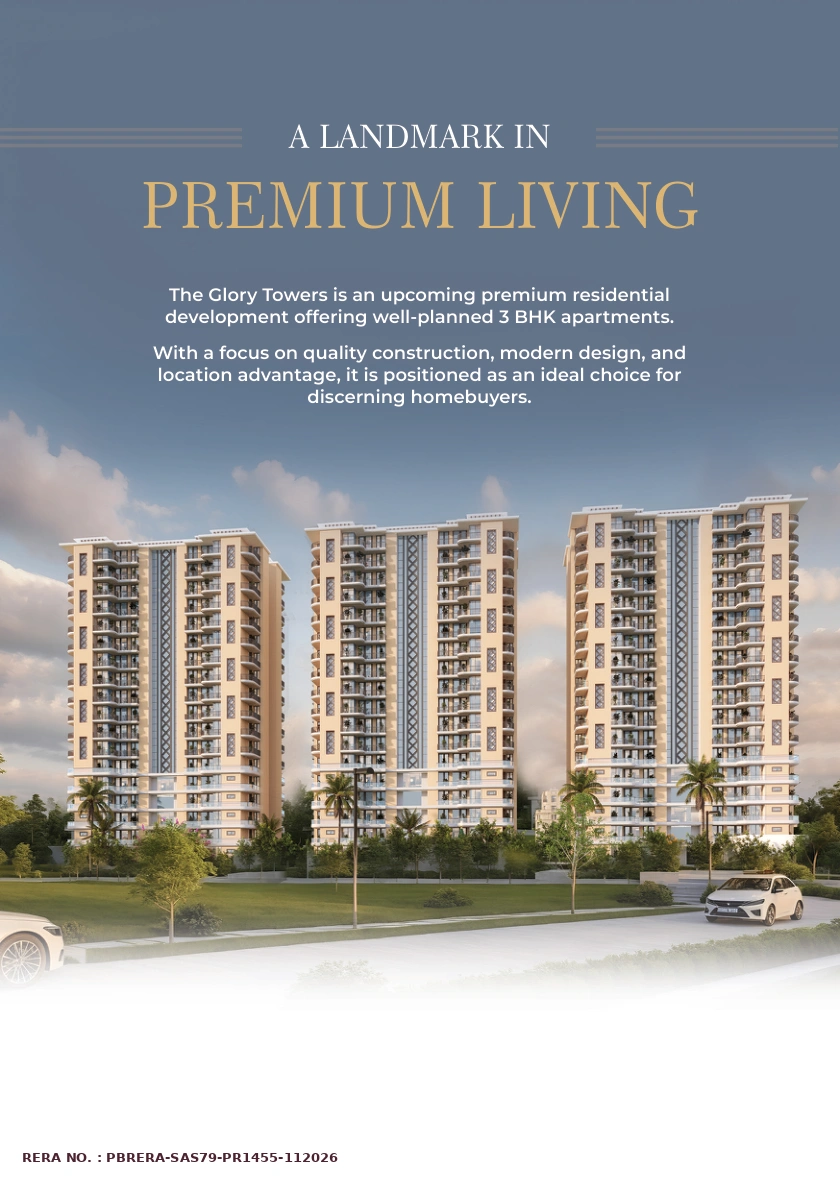 A LANDMARK IN
PREMIUM LIVING
The Glory Towers is an upcoming premium residential
development offering well-planned 3 BHK apartments.
With a focus on quality construction, modern design, and
location advantage, it is positioned as an ideal choice for
discerning homebuyers.
RERA NO. : PBRERA-SAS79-PR1455-112026